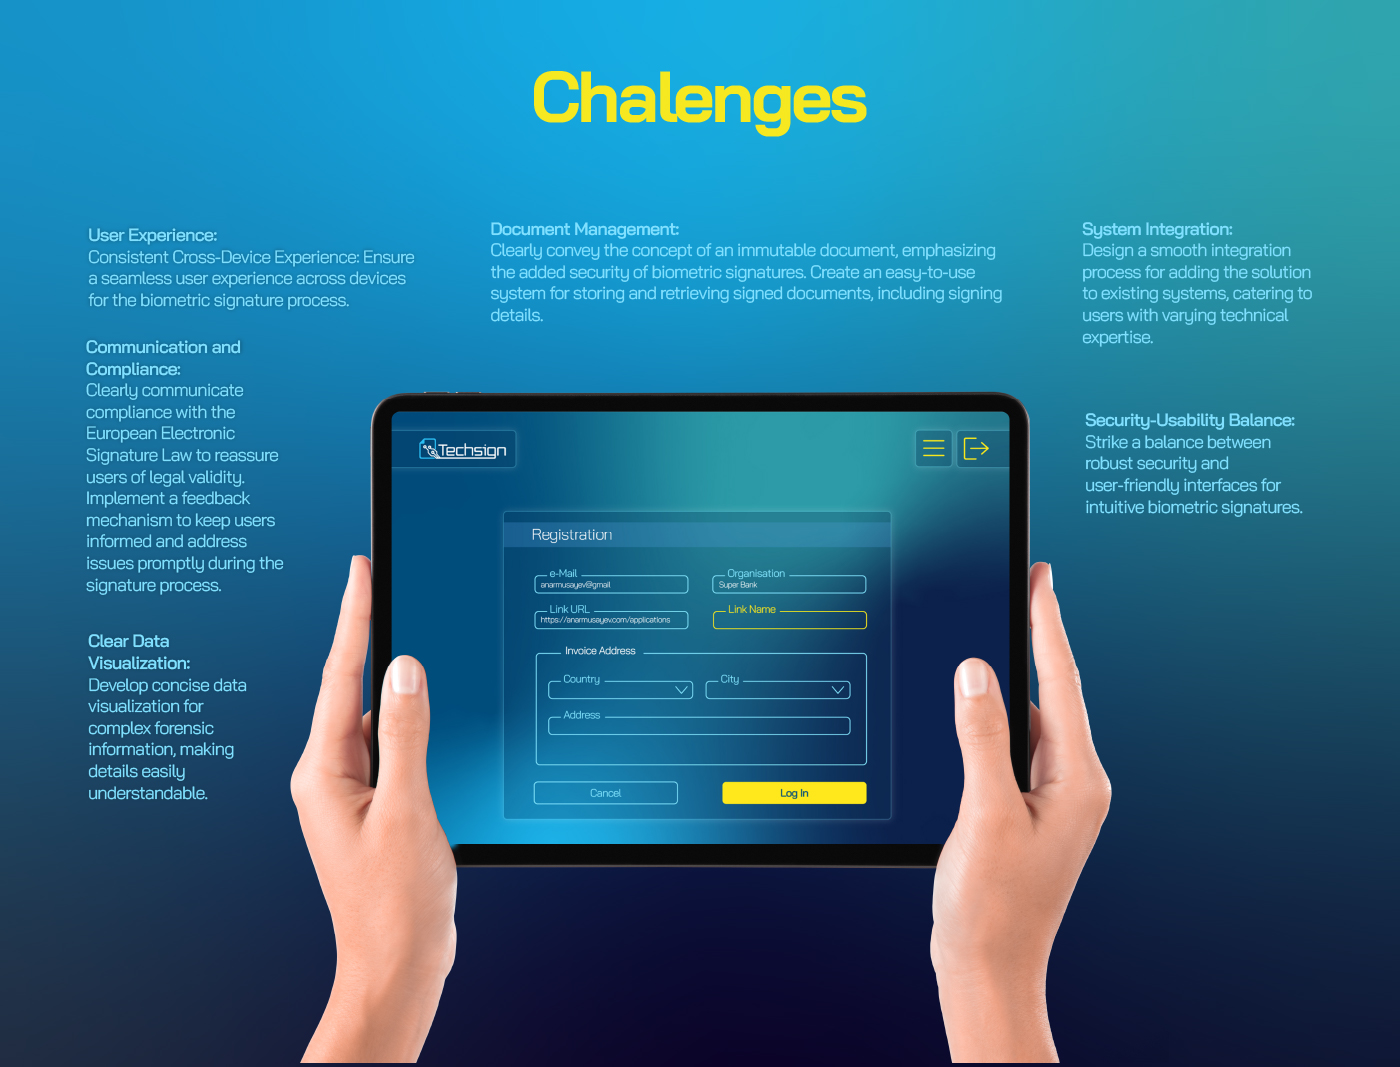 Chalenges
User Experience:
Consistent Cross-Device Experience: Ensure
a seamless user experience across devices
for the biometric signature process.
Communication and
Compliance:
Clearly communicate
compliance with the
European Electronic
Signature Law to reassure
users of legal validity.
Implement a feedback
mechanism to keep users
informed and address
issues promptly during the
signature process.
Clear Data
Visualization:
Develop concise data
visualization for
complex forensic
information, making
details easily
understandable.
Document Management:
Clearly convey the concept of an immutable document, emphasizing
the added security of biometric signatures. Create an easy-to-use
system for storing and retrieving signed documents, including signing
details.
System Integration:
Design a smooth integration
process for adding the solution
to existing systems, catering to
users with varying technical
expertise.
Security-Usability Balance:
Strike a balance between
robust security and
user-friendly interfaces for
intuitive biometric signatures.
Techsign
Registration
e-Mail
anarmusayev@gmail
Organisation
Super Bank
Link URL
https://anarmusayev.com/applications
Link Name
Invoice Address
Country
City
Address
Cancel
Log In